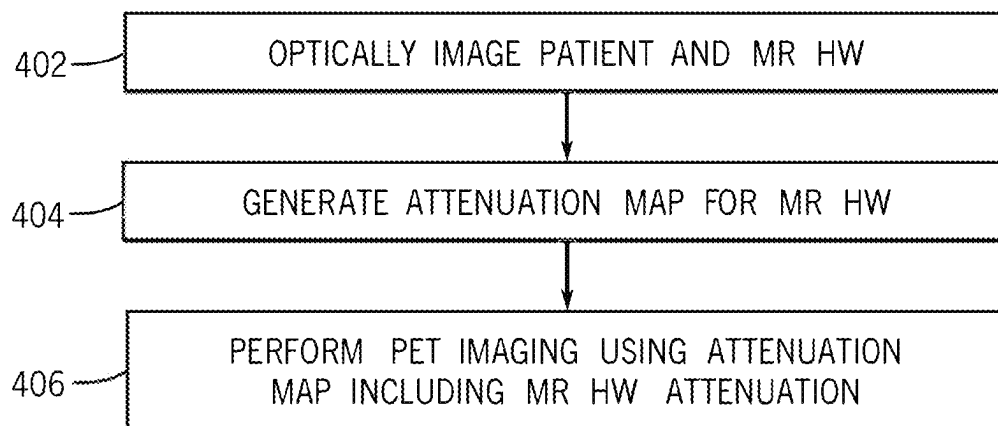 402
OPTICALLY IMAGE PATIENT AND MR HW
404
GENERATE ATTENUATION MAP FOR MR HW
406
PERFORM PET IMAGING USING ATTENUATION
MAP INCLUDING MR HW ATTENUATION